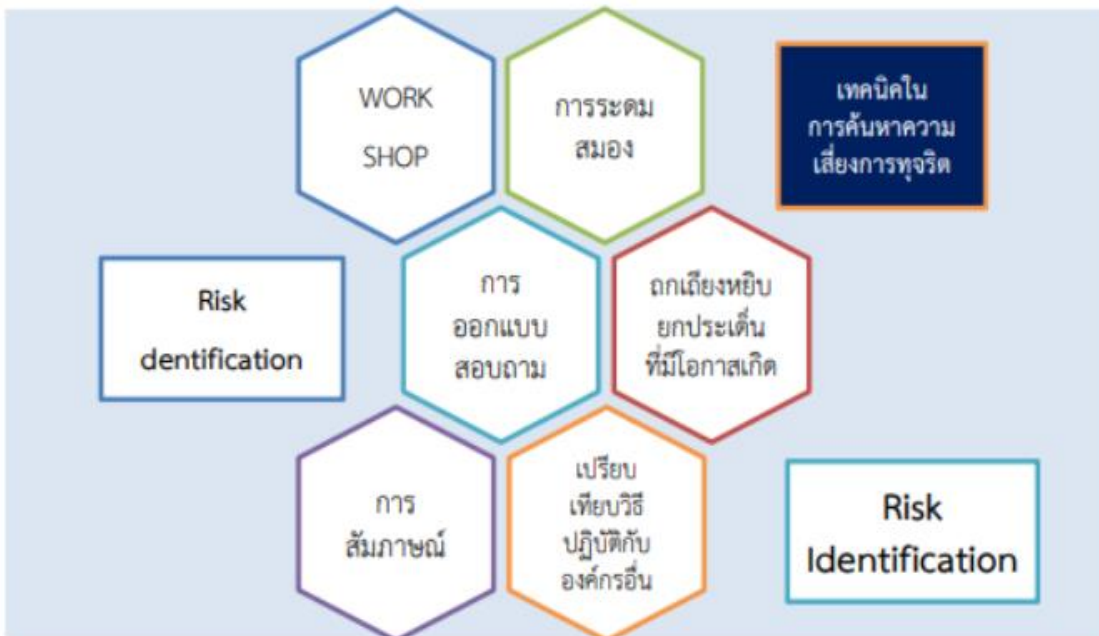 WORK
SHOP
การระดม
สมอง
เทคนิคใน
การค้นหาความ
เสี่ยงการทุจริต
Risk
dentification
การ
ออกแบบ
สอบถาม
ถกเถียงหยิบ
ยกประเด็น
ที่มีโอกาสเกิด
การ
สัมภาษณ์
เปรียบ
เทียบวิธี
ปฏิบัติกับ
องค์กรอื่น
Risk
Identification